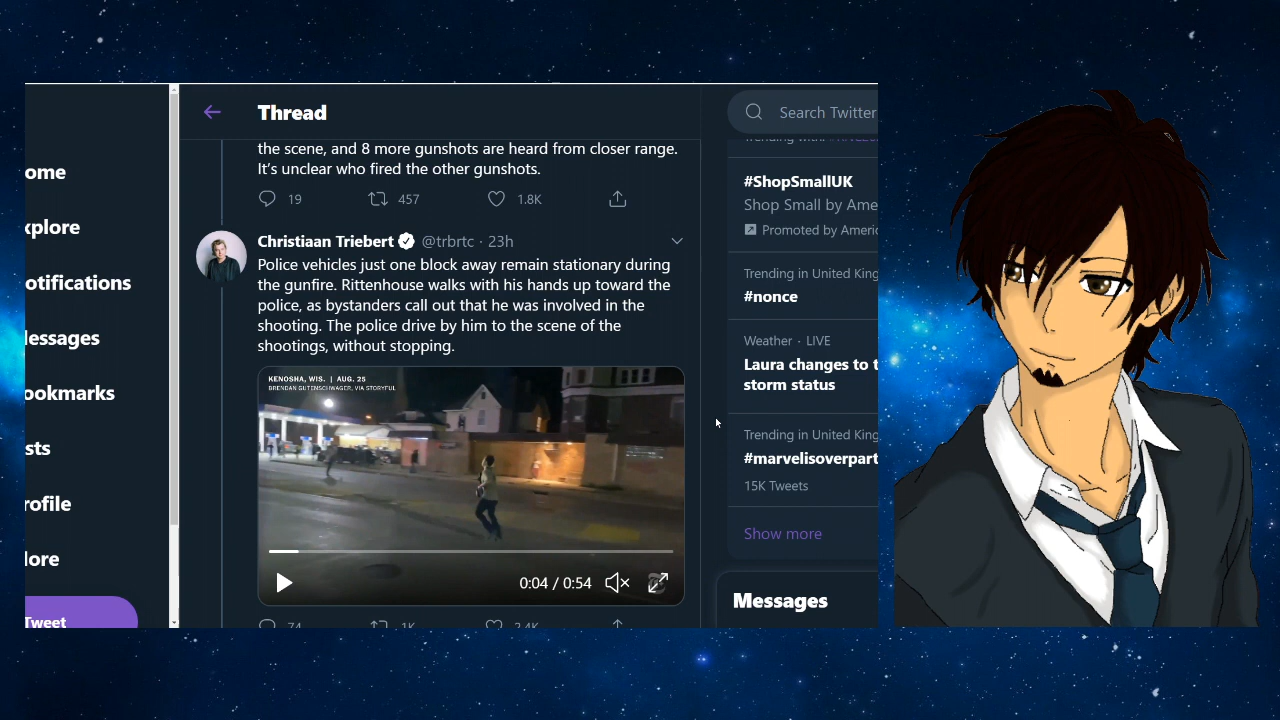 Thread
Search Twitter
the scene, and 8 more gunshots are heard from closer range.
It's unclear who fired the other gunshots.
19 457 1.8K
Christiaan Triebert @trbrtc · 23h
Police vehicles just one block away remain stationary during
the gunfire. Rittenhouse walks with his hands up toward the
police, as bystanders call out that he was involved in the
shooting. The police drive by him to the scene of the
shootings, without stopping.
KENOSHA, WIS. | AUG. 25
BRENDAN GUTENSCHWAGER, VIA STORYFUL
0:04 / 0:54
74 1K 2.4K
ome
xplore
otifications
essages
ookmarks
sts
rofile
ore
Tweet
Trending with:
#ShopSmallUK
Shop Small by Ame
Promoted by Americ
Trending in United King
#nonce
Weather · LIVE
Laura changes to t
storm status
Trending in United King
#marvelisoverpart
15K Tweets
Show more
Messages